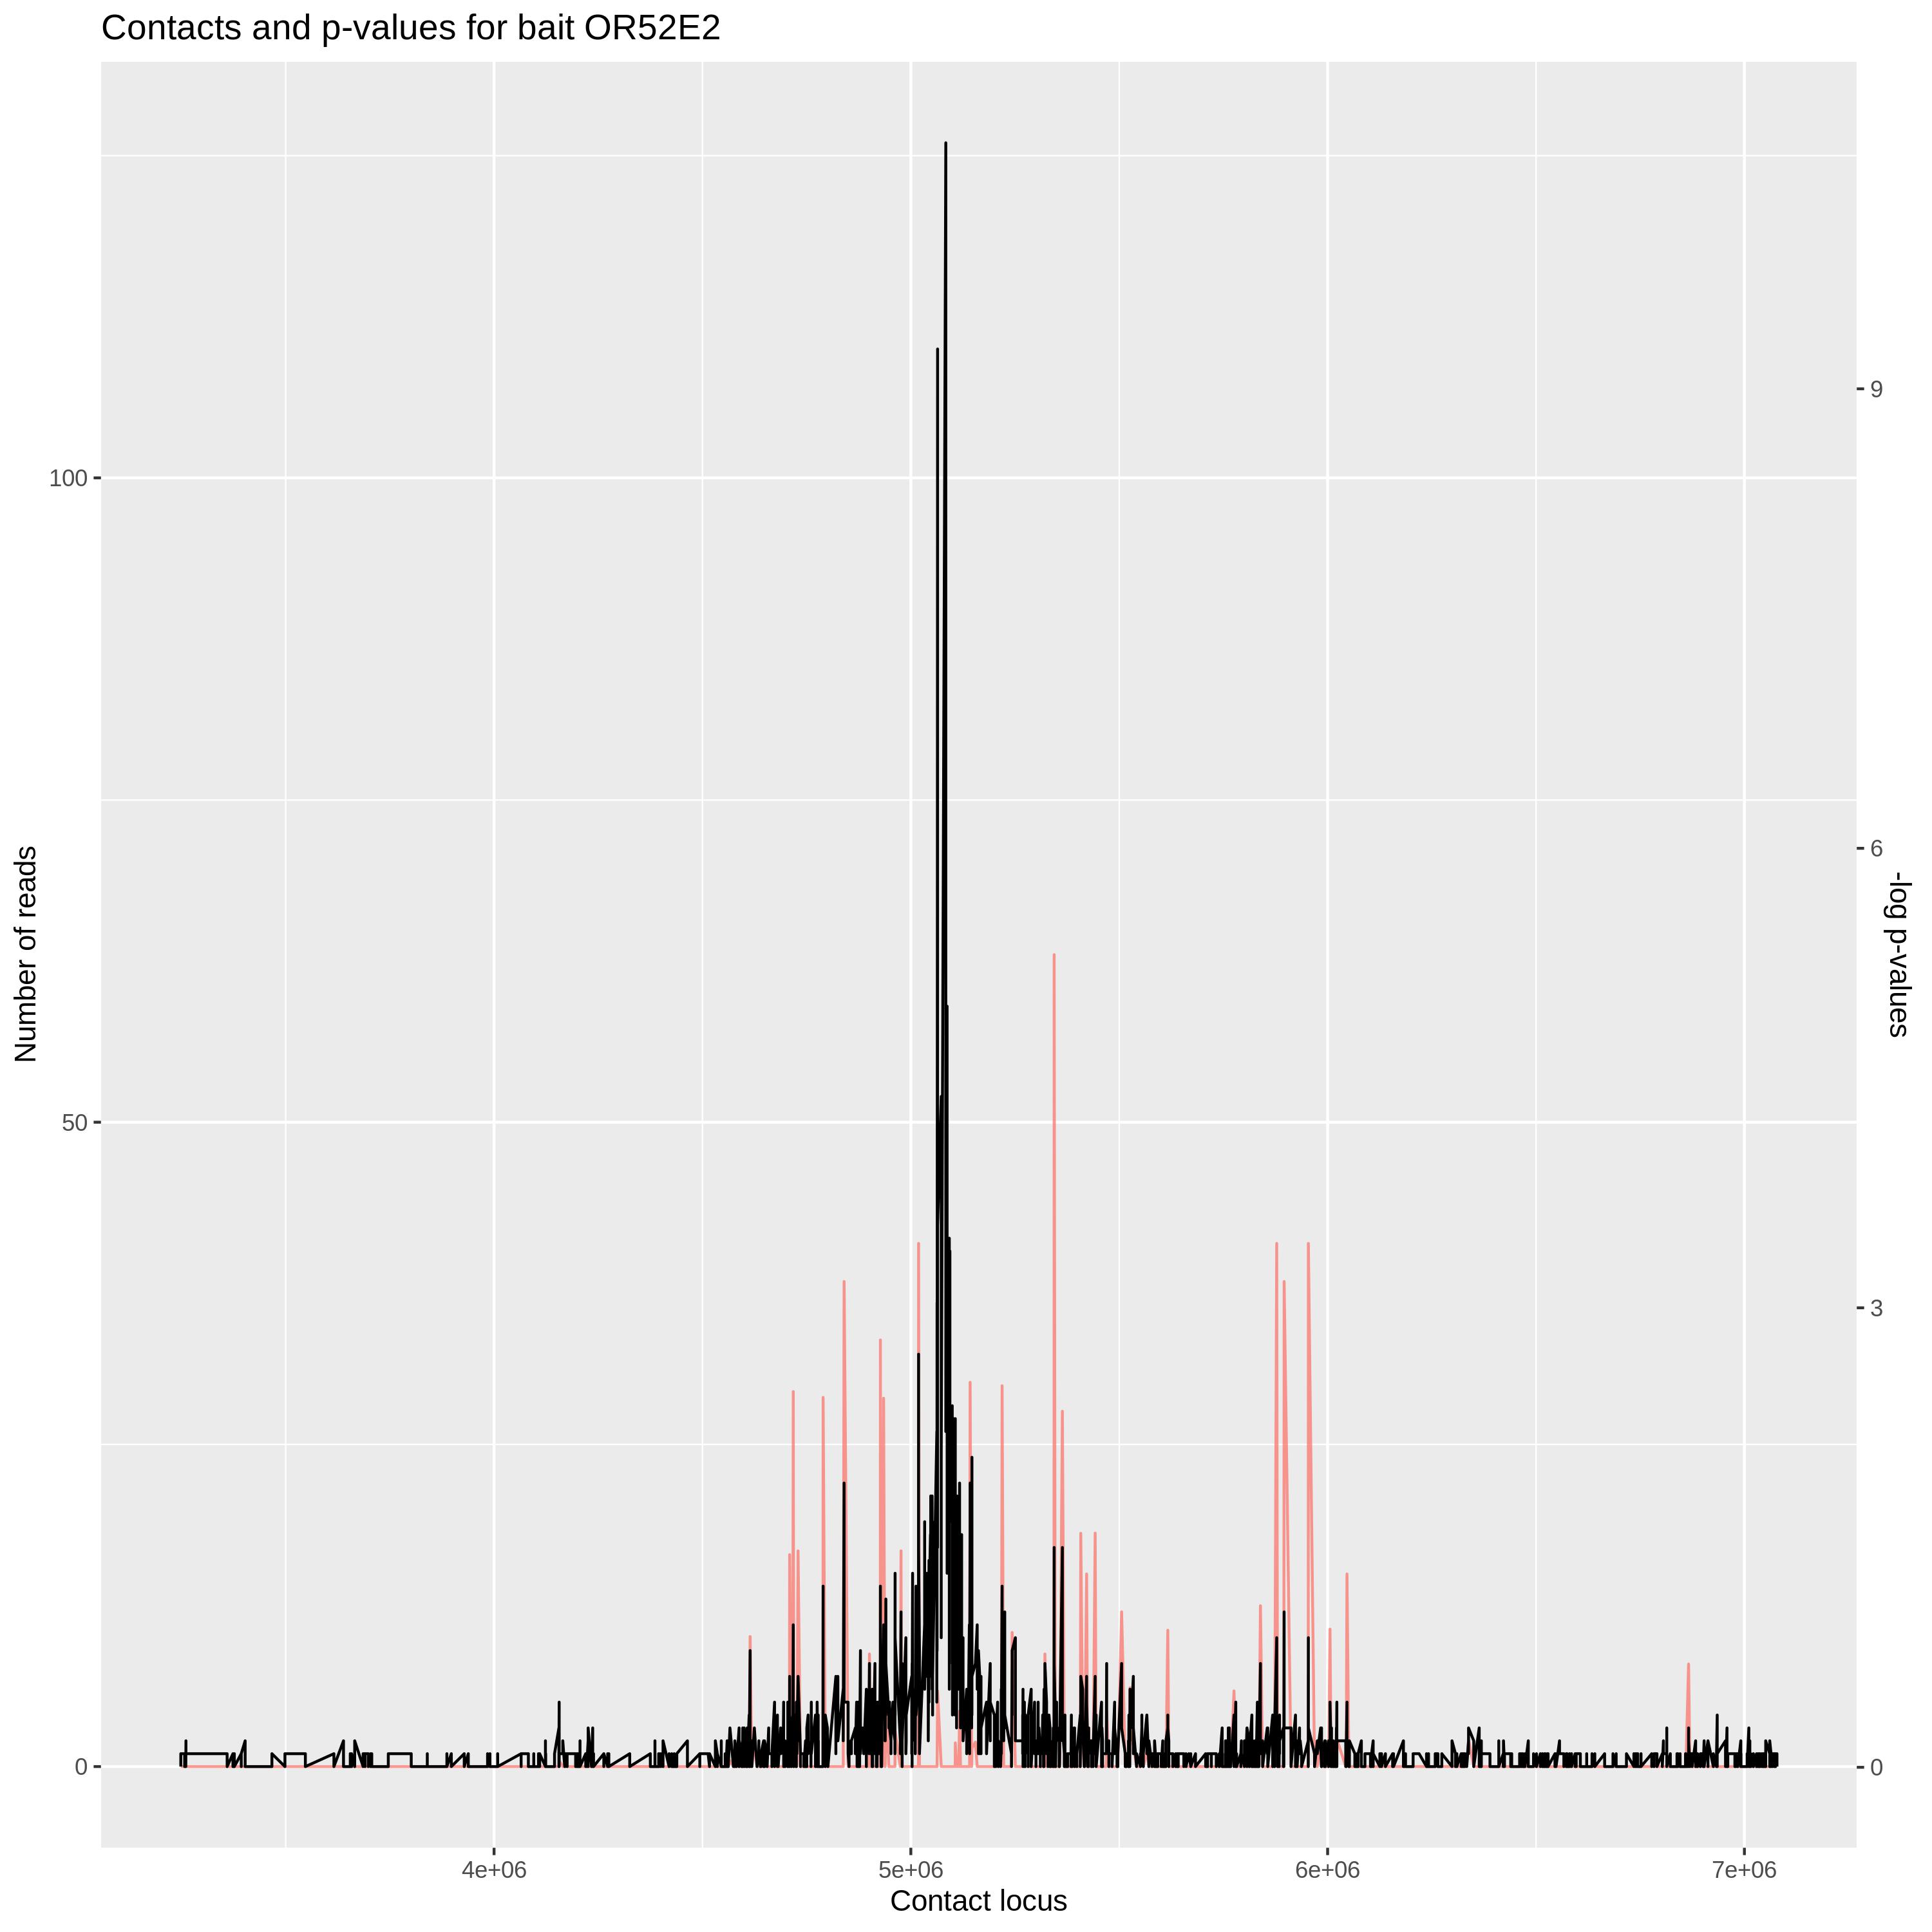 Contacts and p-values for bait OR52E2
Number of reads
100
50
0
9
6
3
0
-log p-values
4e+06
5e+06
6e+06
7e+06
Contact locus